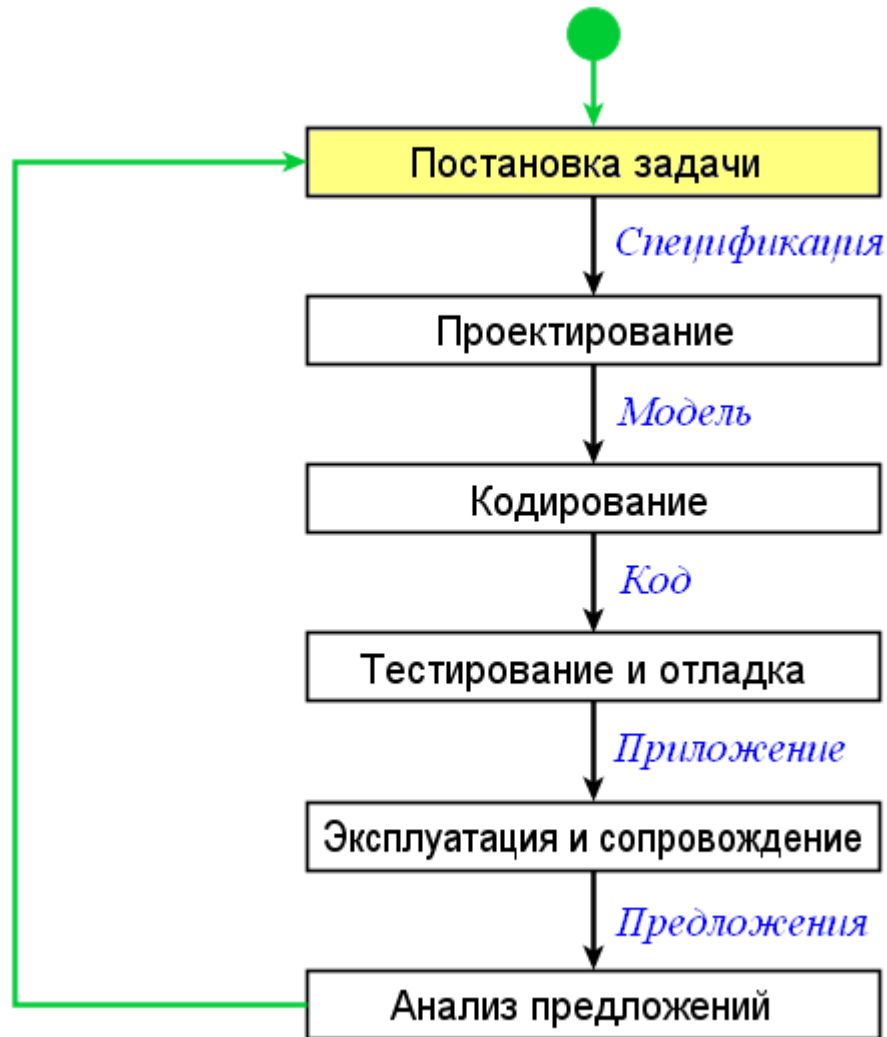 Постановка задачи
Спецификация
Проектирование
Модель
Кодирование
Код
Тестирование и отладка
Приложение
Эксплуатация и сопровождение
Предложения
Анализ предложений